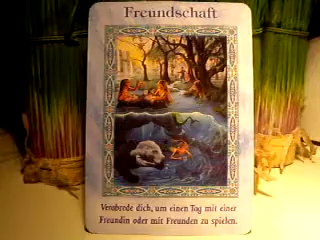 Freundschaft
Verabrede dich, um einen Tag mit einer
Freundin oder mit Freunden zu spielen.